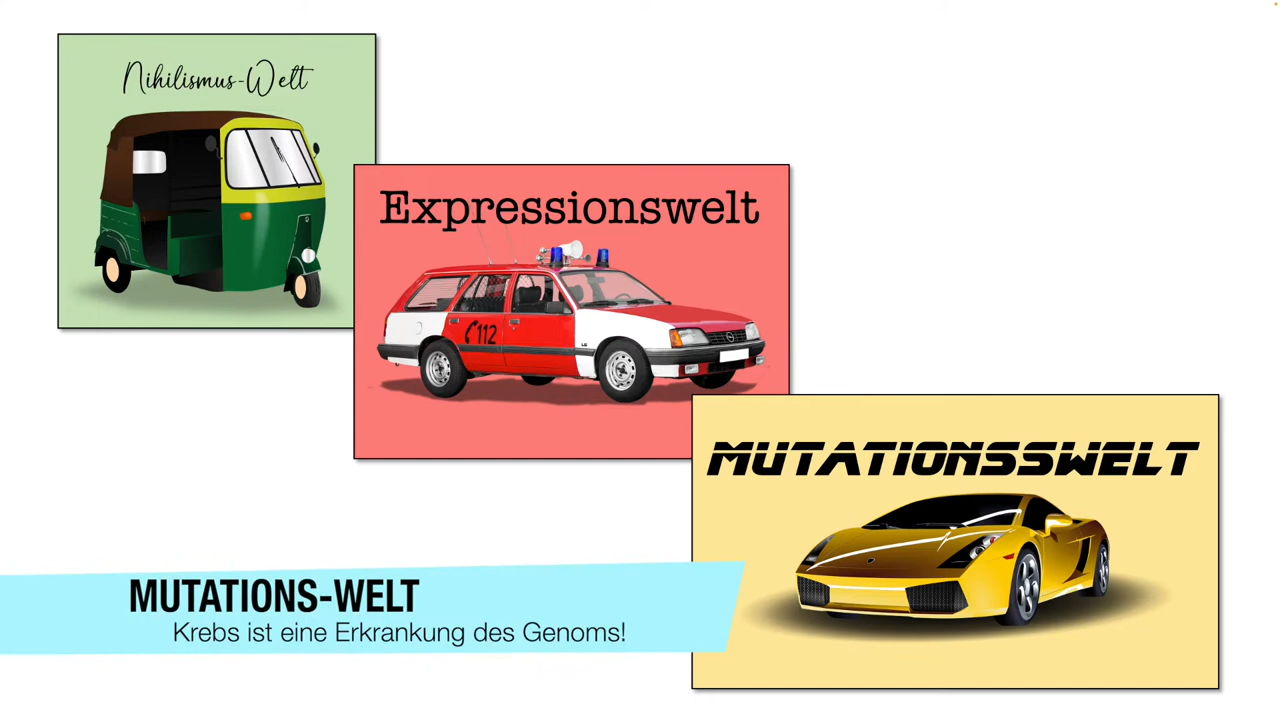 Nihilismus-Welt
Expressionswelt
112
MUTATIONSSWELT
MUTATIONS-WELT
Krebs ist eine Erkrankung des Genoms!